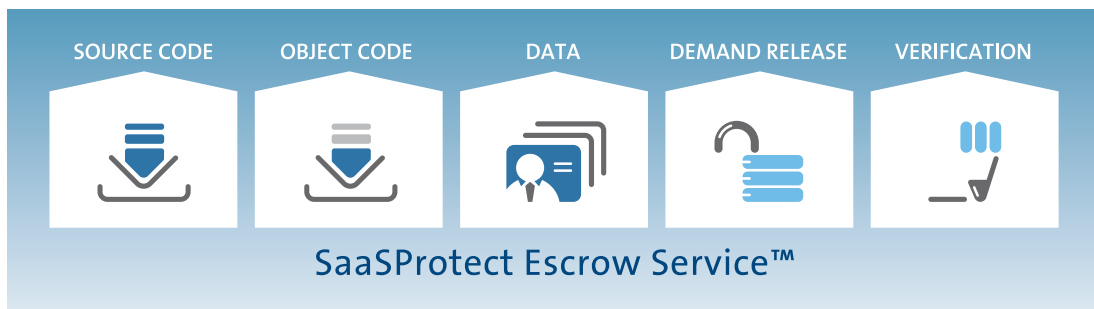 SOURCE CODE
OBJECT CODE
DATA
DEMAND RELEASE
VERIFICATION
SaaSProtect Escrow Service™